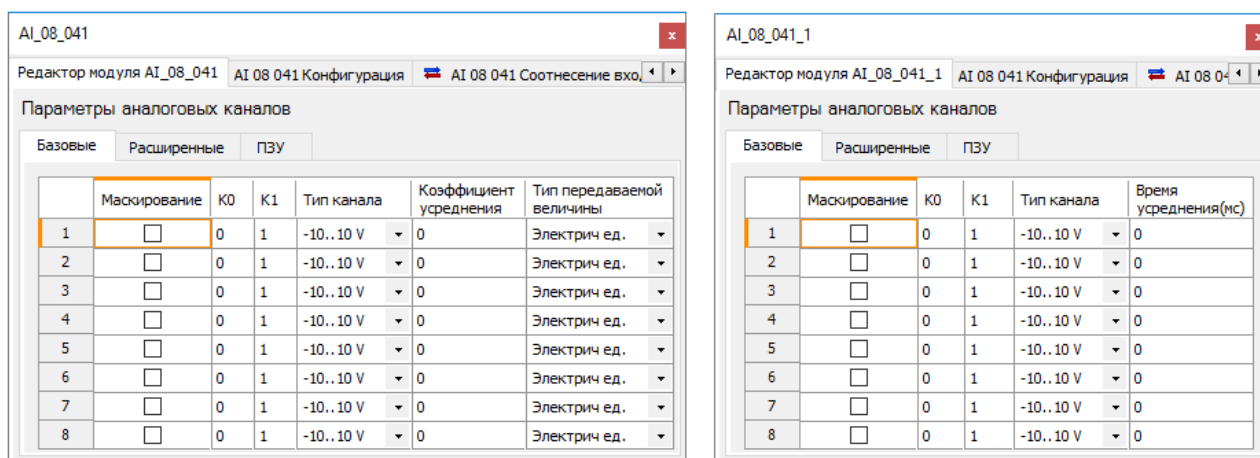 AI_08_041
x
Редактор модуля AI_08_041 AI 08 041 Конфигурация AI 08 041 Соотнесение вхо
Параметры аналоговых каналов
Базовые Расширенные ПЗУ
Маскирование K0 K1 Тип канала Коэффициент усреднения Тип передаваемой величины
1 0 1 -10..10 V 0 Электрич ед.
2 0 1 -10..10 V 0 Электрич ед.
3 0 1 -10..10 V 0 Электрич ед.
4 0 1 -10..10 V 0 Электрич ед.
5 0 1 -10..10 V 0 Электрич ед.
6 0 1 -10..10 V 0 Электрич ед.
7 0 1 -10..10 V 0 Электрич ед.
8 0 1 -10..10 V 0 Электрич ед.
AI_08_041_1
x
Редактор модуля AI_08_041_1 AI 08 041 Конфигурация AI 08 04
Параметры аналоговых каналов
Базовые Расширенные ПЗУ
Маскирование K0 K1 Тип канала Время усреднения(мс)
1 0 1 -10..10 V 0
2 0 1 -10..10 V 0
3 0 1 -10..10 V 0
4 0 1 -10..10 V 0
5 0 1 -10..10 V 0
6 0 1 -10..10 V 0
7 0 1 -10..10 V 0
8 0 1 -10..10 V 0